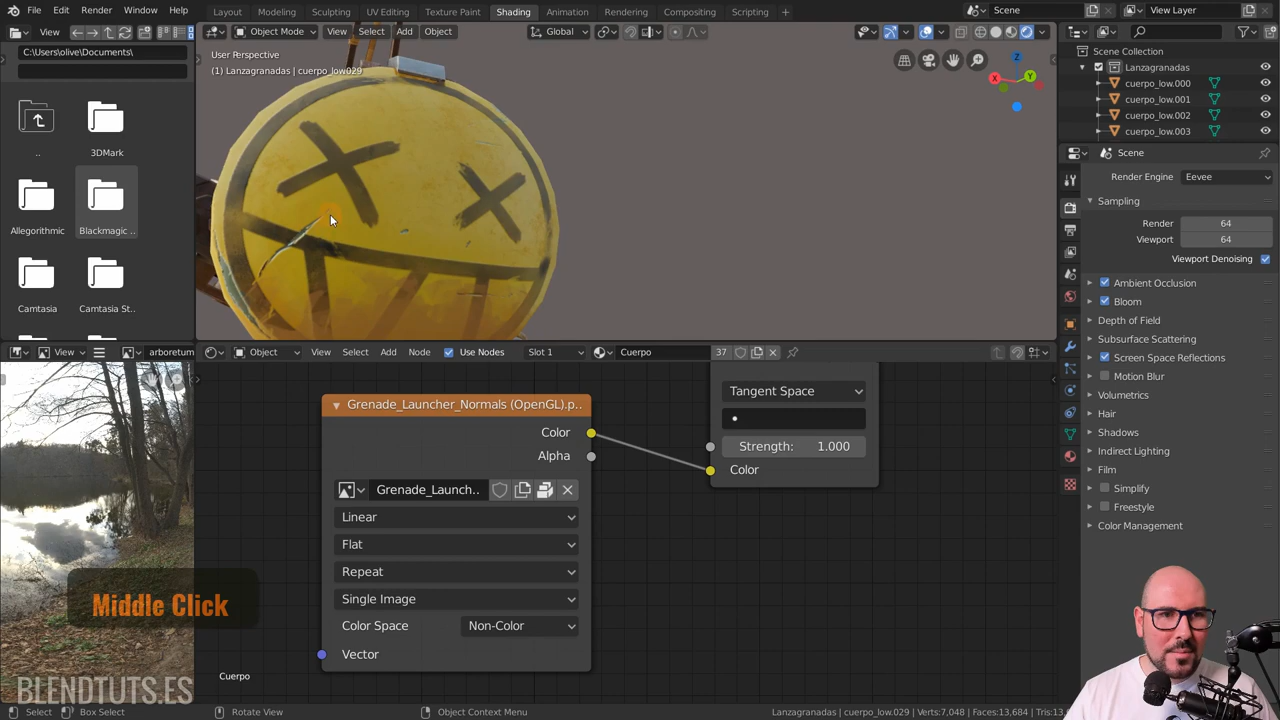 File Edit Render Window Help Layout Modeling Sculpting UV Editing Texture Paint Shading Animation Rendering Compositing Scripting + Scene View Layer
View Object Mode View Select Add Object Global
C:\Users\olive\Documents\
User Perspective
(1) Lanzagranadas | cuerpo_low029
Scene Collection
Lanzagranadas
cuerpo_low.000
cuerpo_low.001
cuerpo_low.002
cuerpo_low.003
X Y Z
.. 3DMark
Allegorithmic Blackmagic ..
Camtasia Camtasia St..
Scene
Render Engine Eevee
Sampling
Render 64
Viewport 64
Viewport Denoising
Ambient Occlusion
Bloom
Depth of Field
Subsurface Scattering
Screen Space Reflections
Motion Blur
Volumetrics
Hair
Shadows
Indirect Lighting
Film
Simplify
Freestyle
Color Management
View arboretum
Object View Select Add Node Use Nodes Slot 1 Cuerpo 37
Grenade_Launcher_Normals (OpenGL).p..
Color
Alpha
Grenade_Launch..
Linear
Flat
Repeat
Single Image
Color Space Non-Color
Vector
Tangent Space
Strength: 1.000
Color
Middle Click
Cuerpo
BLENDTUTS.ES
Select Box Select Rotate View Object Context Menu Lanzagranadas | cuerpo_low.029 Verts:7,048 Faces:13,684 Tris:13,